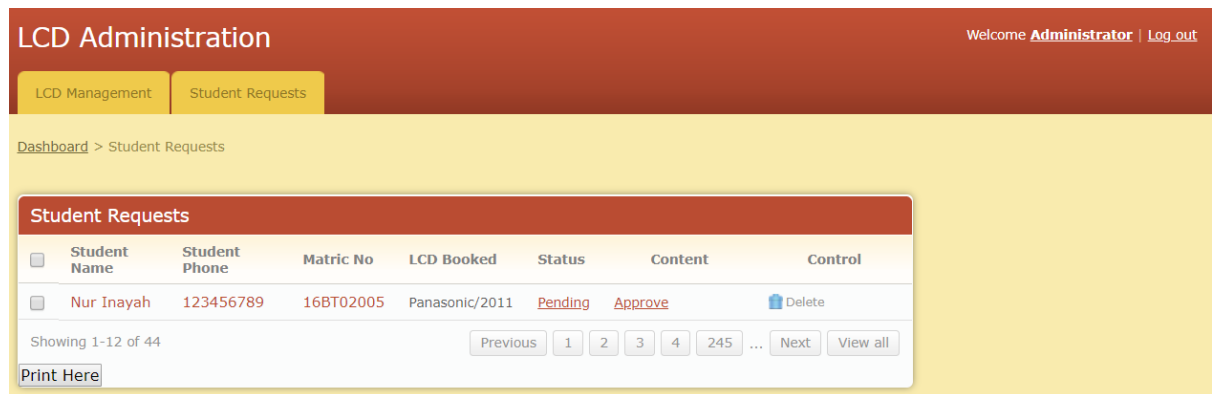 LCD Administration
Welcome Administrator | Log out
LCD Management Student Requests
Dashboard > Student Requests
Student Requests
Student Name Student Phone Matric No LCD Booked Status Content Control
Nur Inayah 123456789 16BT02005 Panasonic/2011 Pending Approve Delete
Showing 1-12 of 44 Previous 1 2 3 4 245 ... Next View all
Print Here